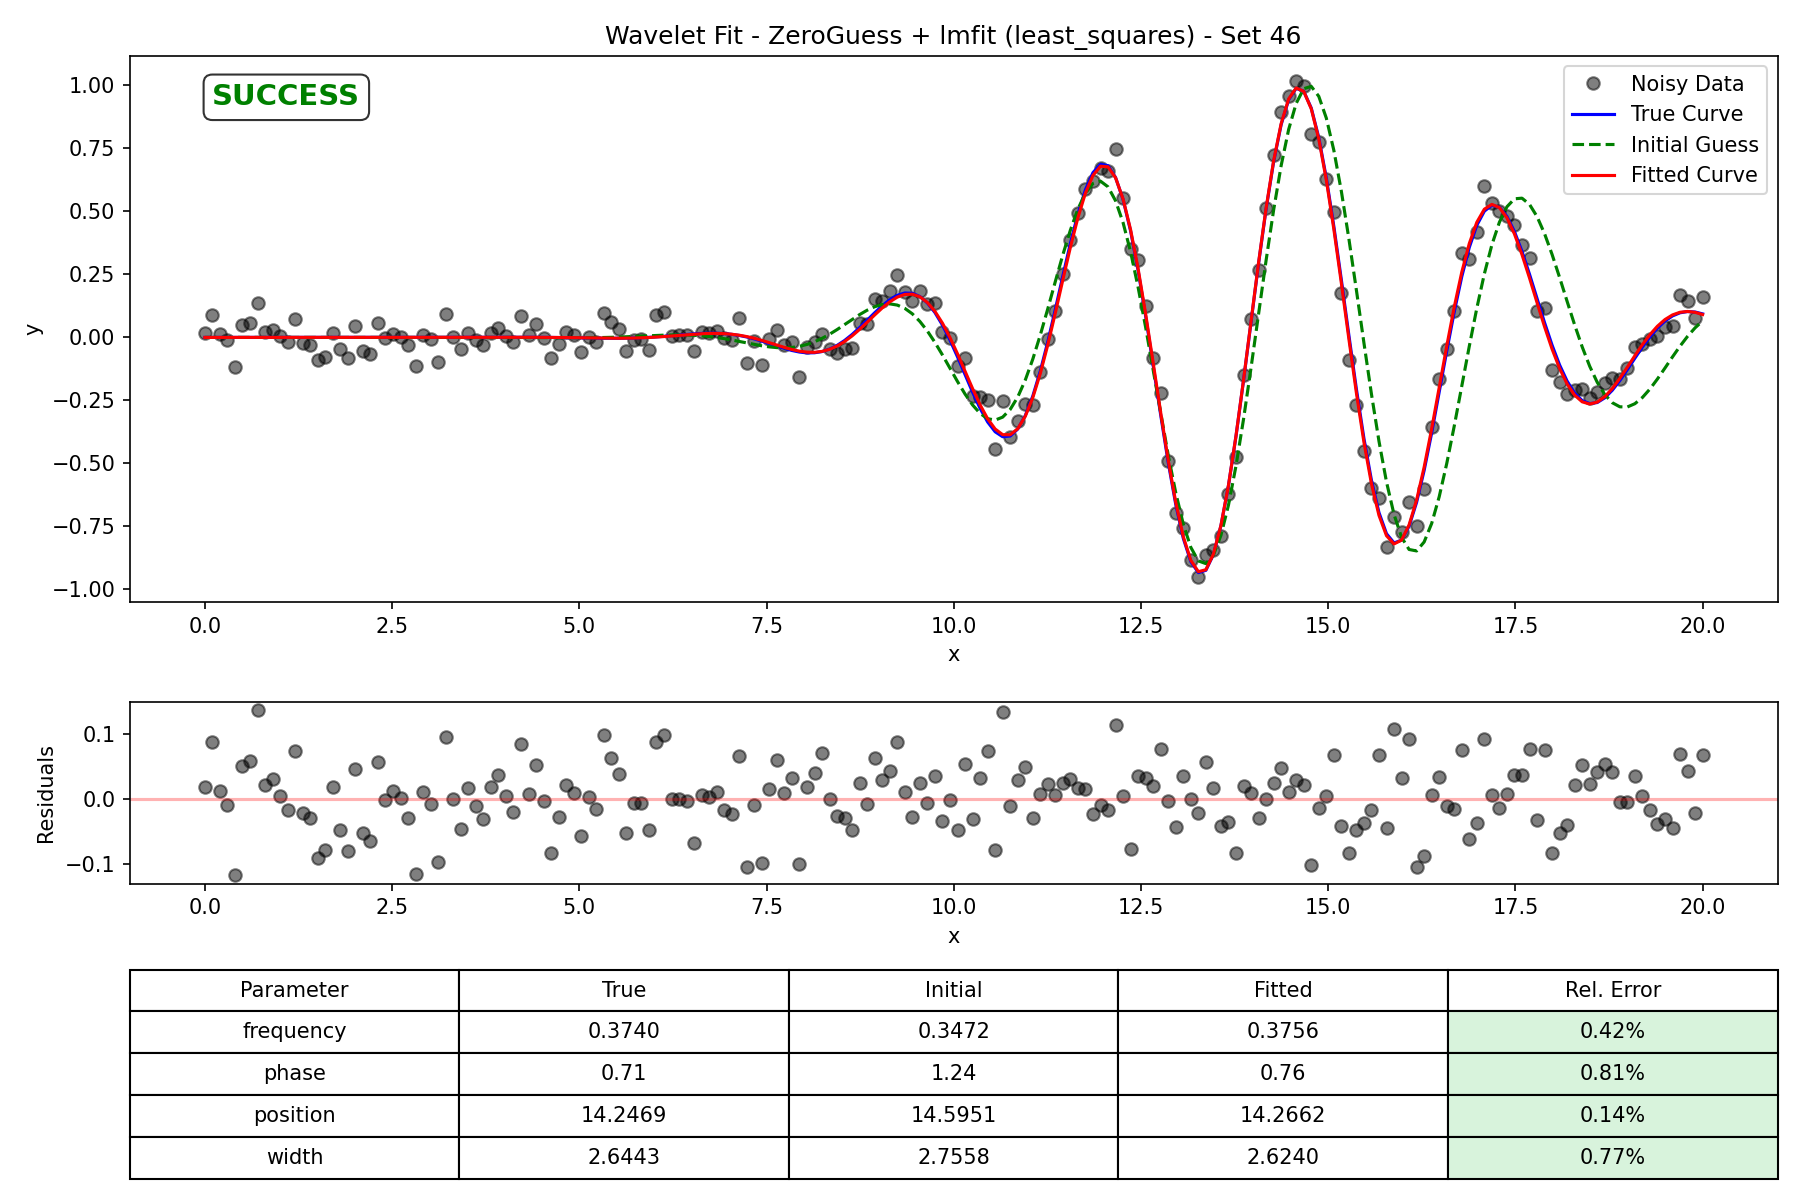 Wavelet Fit - ZeroGuess + lmfit (least_squares) - Set 46
SUCCESS
Noisy Data
True Curve
Initial Guess
Fitted Curve
1.00
0.75
0.50
0.25
0.00
−0.25
−0.50
−0.75
−1.00
y
0.0 2.5 5.0 7.5 10.0 12.5 15.0 17.5 20.0
x
0.1
0.0
−0.1
Residuals
0.0 2.5 5.0 7.5 10.0 12.5 15.0 17.5 20.0
x
Parameter True Initial Fitted Rel. Error
frequency 0.3740 0.3472 0.3756 0.42%
phase 0.71 1.24 0.76 0.81%
position 14.2469 14.5951 14.2662 0.14%
width 2.6443 2.7558 2.6240 0.77%